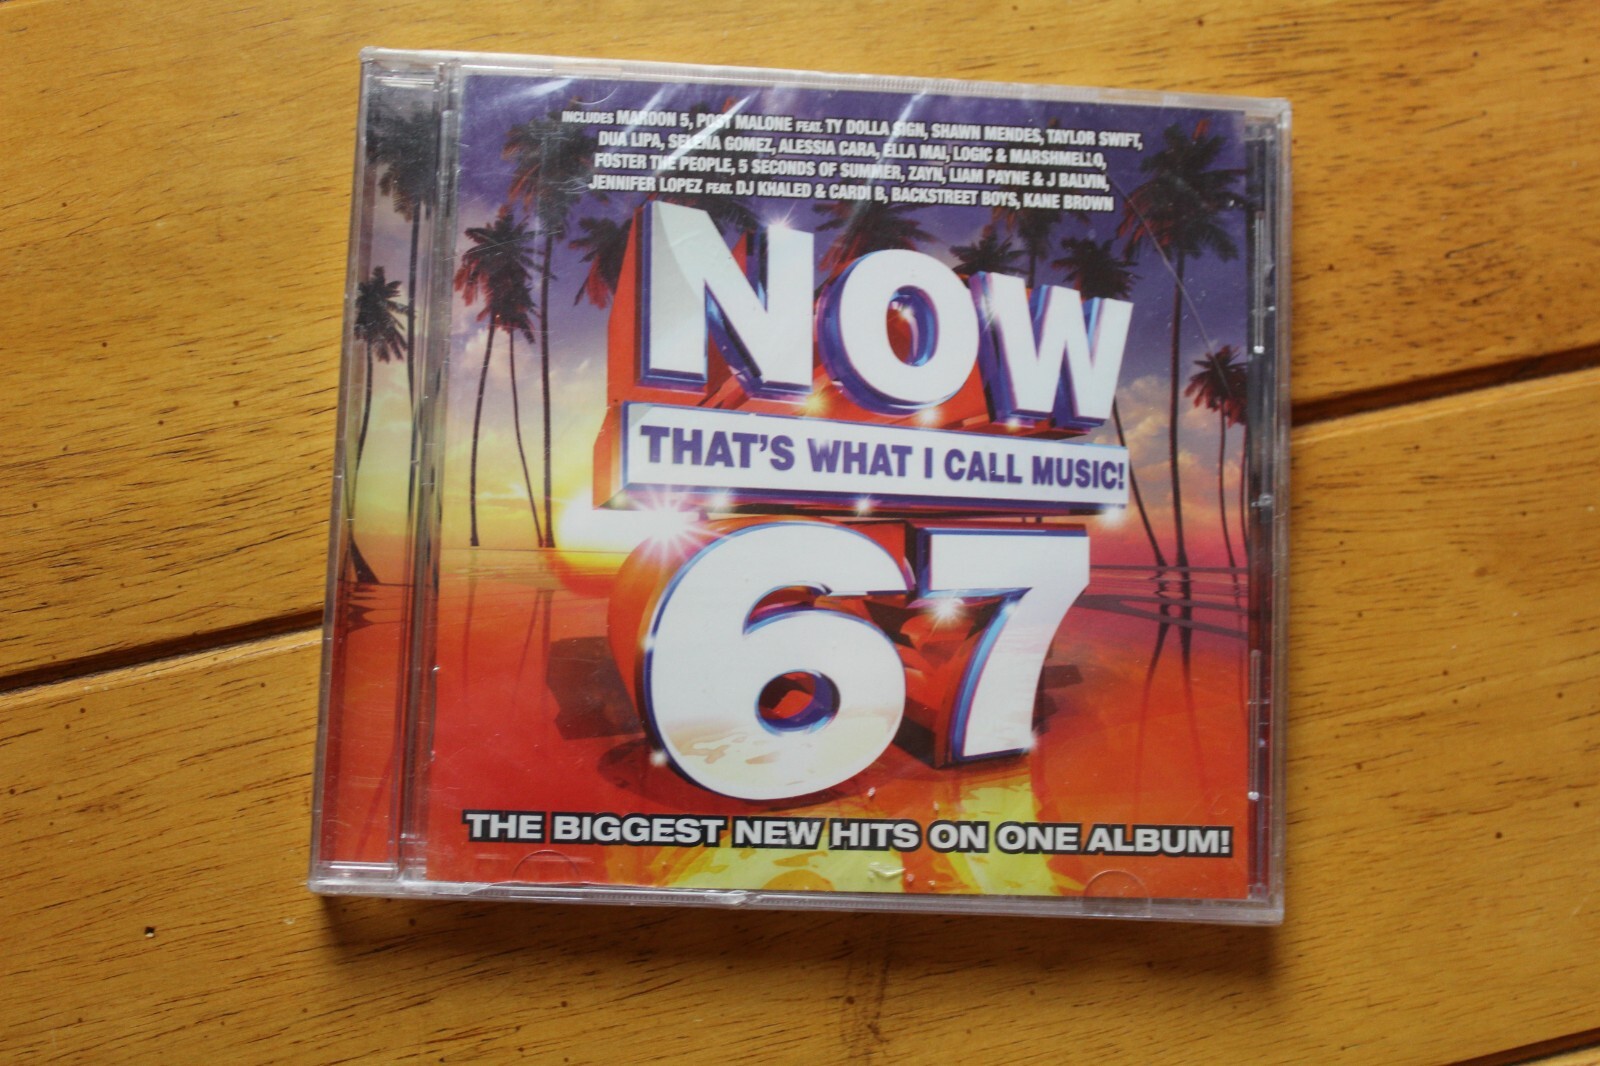 INCLUDES MAROON 5, POST MALONE FEAT. TY DOLLA SIGN, SHAWN MENDES, TAYLOR SWIFT,
DUA LIPA, SELENA GOMEZ, ALESSIA CARA, ELLA MAI, LOGIC & MARSHMELLO,
FOSTER THE PEOPLE, 5 SECONDS OF SUMMER, ZAYN, LIAM PAYNE & J BALVIN,
JENNIFER LOPEZ FEAT. DJ KHALED & CARDI B, BACKSTREET BOYS, KANE BROWN
NOW
THAT'S WHAT I CALL MUSIC!
67
THE BIGGEST NEW HITS ON ONE ALBUM!